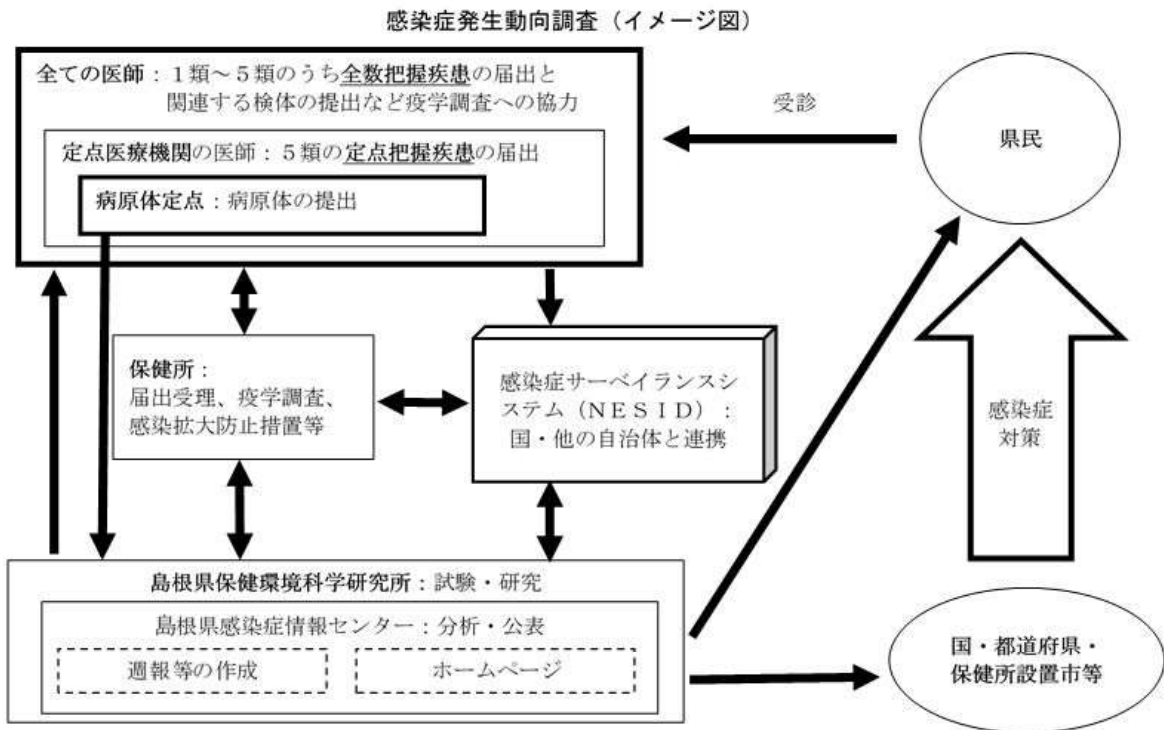 感染症発生動向調査（イメージ図）
全ての医師：１類～５類のうち全数把握疾患の届出と
関連する検体の提出など疫学調査への協力
定点医療機関の医師：５類の定点把握疾患の届出
病原体定点：病原体の提出
受診
県民
保健所：
届出受理、疫学調査、
感染拡大防止措置等
感染症サーベイランスシ
ステム（ＮＥＳＩＤ）：
国・他の自治体と連携
感染症
対策
島根県保健環境科学研究所：試験・研究
島根県感染症情報センター：分析・公表
週報等の作成
ホームページ
国・都道府県・
保健所設置市等